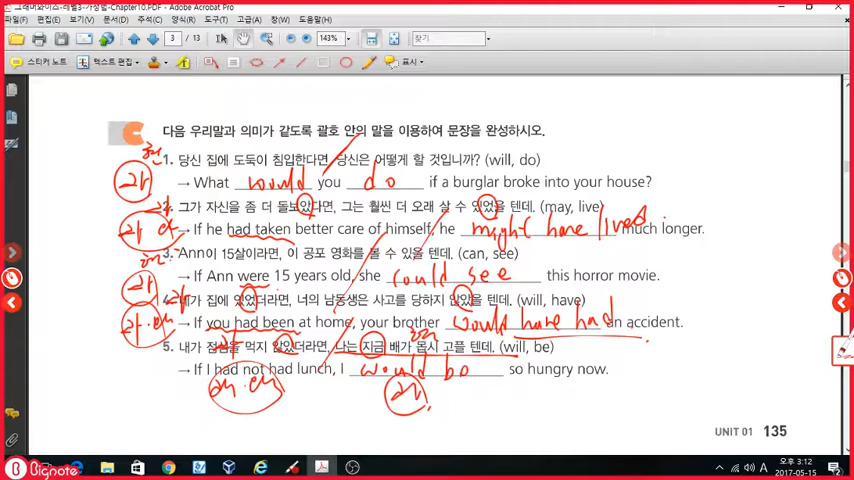 그래머와이즈-레벨3-가정법-Chapter10.pdf - Adobe Acrobat Pro
파일(F) 편집(E) 보기(V) 문서(D) 주석(C) 양식(R) 도구(T) 고급(A) 창(W) 도움말(H)
3 / 13 143% 찾기
스티커 노트 텍스트 편집 표시
C 다음 우리말과 의미가 같도록 괄호 안의 말을 이용하여 문장을 완성하시오.
1. 당신 집에 도둑이 침입한다면, 당신은 어떻게 할 것입니까? (will, do)
→ What would you do if a burglar broke into your house?
2. 그가 자신을 좀 더 돌보았다면, 그는 훨씬 더 오래 살 수 있었을 텐데. (may, live)
→ If he had taken better care of himself, he might have lived much longer.
3. Ann이 15살이라면, 이 공포 영화를 볼 수 있을 텐데. (can, see)
→ If Ann were 15 years old, she could see this horror movie.
4. 네가 집에 있었더라면, 너의 남동생은 사고를 당하지 않았을 텐데. (will, have)
→ If you had been at home, your brother would have had an accident.
5. 내가 점심을 먹지 않았더라면, 나는 지금 배가 몹시 고플 텐데. (will, be)
→ If I had not had lunch, I would be so hungry now.
UNIT 01 135
Bignote
A 오후 3:12
2017-05-15